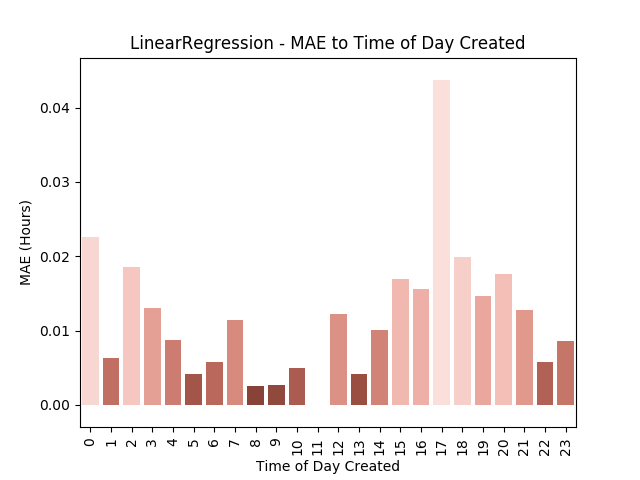 LinearRegression - MAE to Time of Day Created
MAE (Hours)
0.04
0.03
0.02
0.01
0.00
0 1 2 3 4 5 6 7 8 9 10 11 12 13 14 15 16 17 18 19 20 21 22 23
Time of Day Created